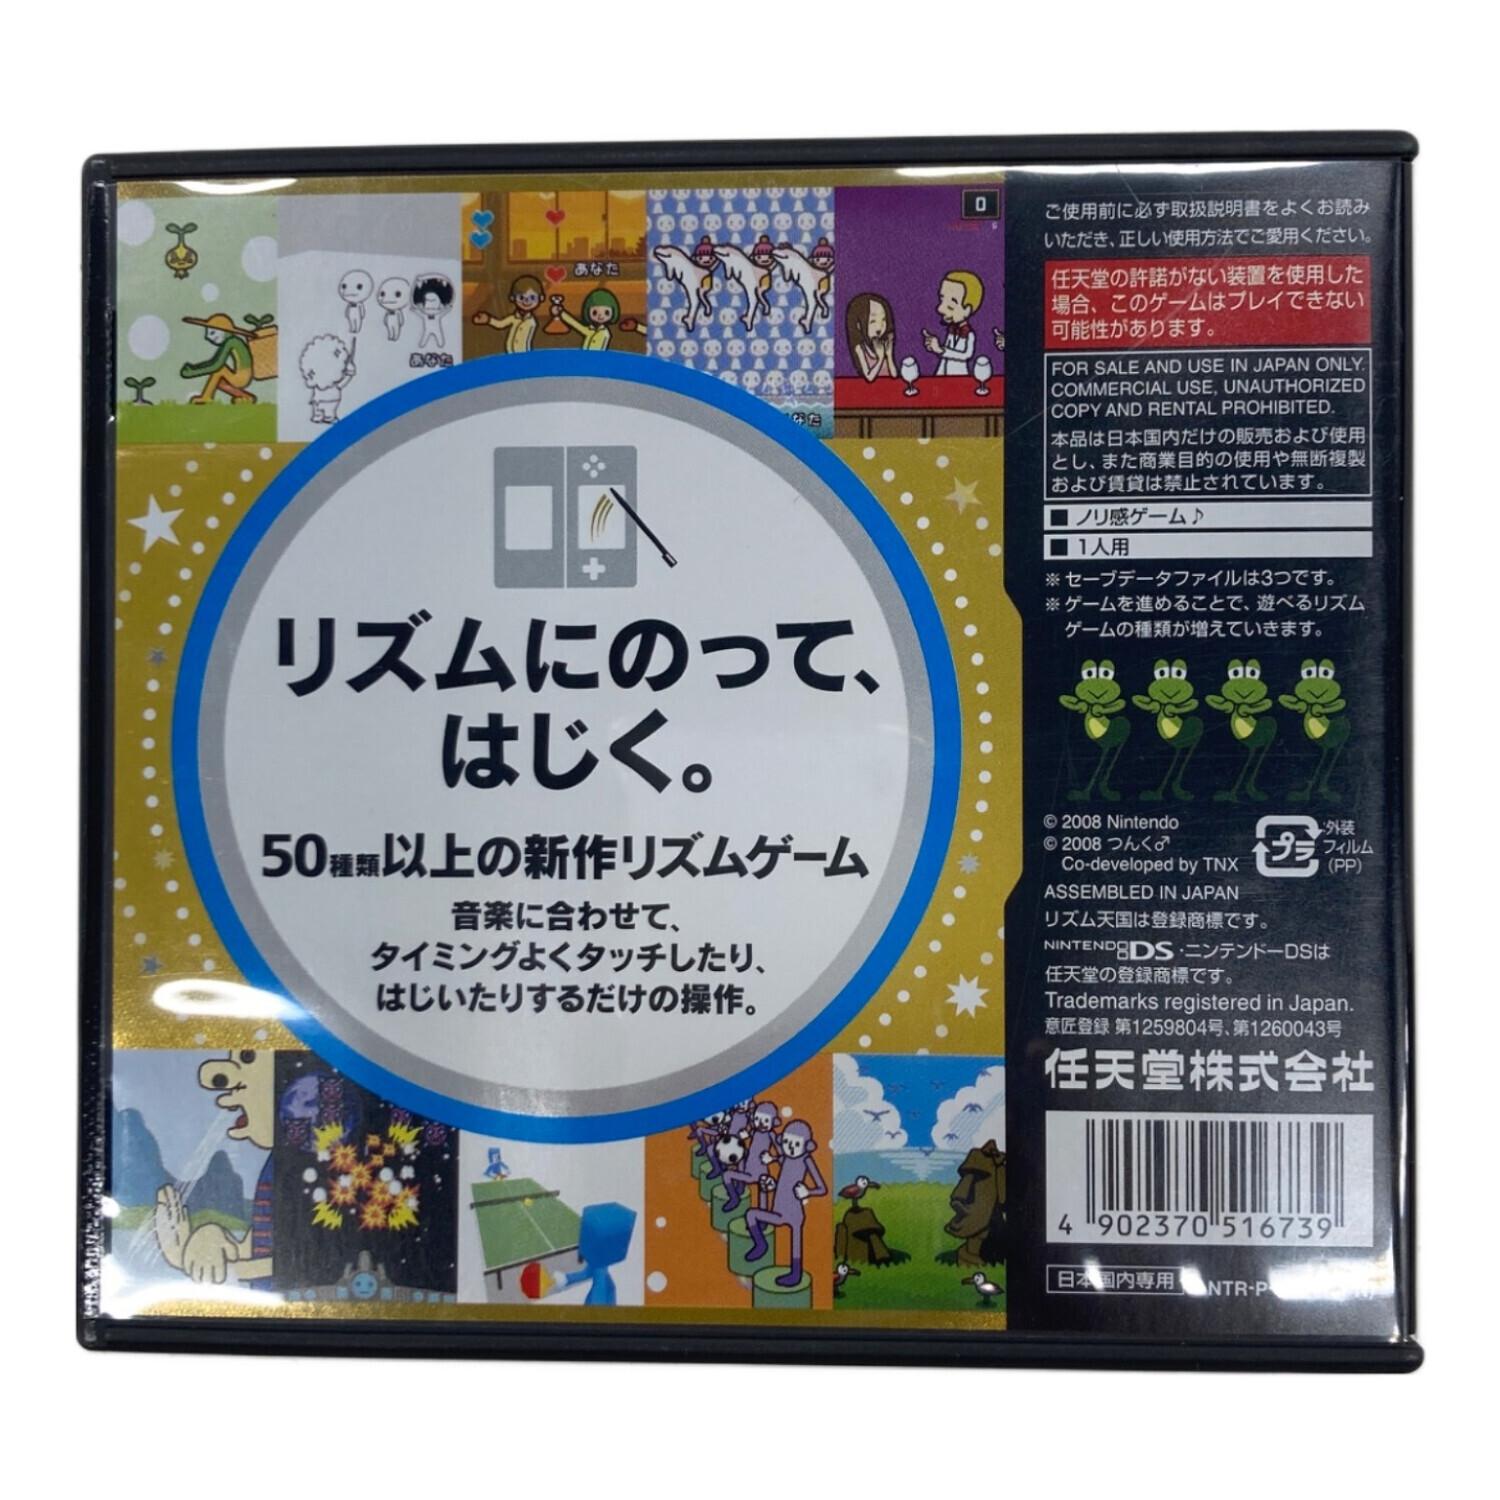 あなた
あなた
0
リズムにのって、
はじく。
50種類以上の新作リズムゲーム
音楽に合わせて、
タイミングよくタッチしたり、
はじいたりするだけの操作。
ご使用前に必ず取扱説明書をよくお読み
いただき、正しい使用方法でご愛用ください。
任天堂の許諾がない装置を使用した
場合、このゲームはプレイできない
可能性があります。
FOR SALE AND USE IN JAPAN ONLY.
COMMERCIAL USE, UNAUTHORIZED
COPY AND RENTAL PROHIBITED.
本品は日本国内だけの販売および使用
とし、また商業目的の使用や無断複製
および賃貸は禁止されています。
■ ノリ感ゲーム♪
■ 1人用
※ セーブデータファイルは3つです。
※ ゲームを進めることで、遊べるリズム
ゲームの種類が増えていきます。
© 2008 Nintendo
© 2008 つんく♂
Co-developed by TNX
プラ
外装
フィルム
(PP)
ASSEMBLED IN JAPAN
リズム天国は登録商標です。
NINTENDO DS・ニンテンドーDSは
任天堂の登録商標です。
Trademarks registered in Japan.
意匠登録 第1259804号、第1260043号
任天堂株式会社
4 902370 516739
日本国内専用
NTR-P-